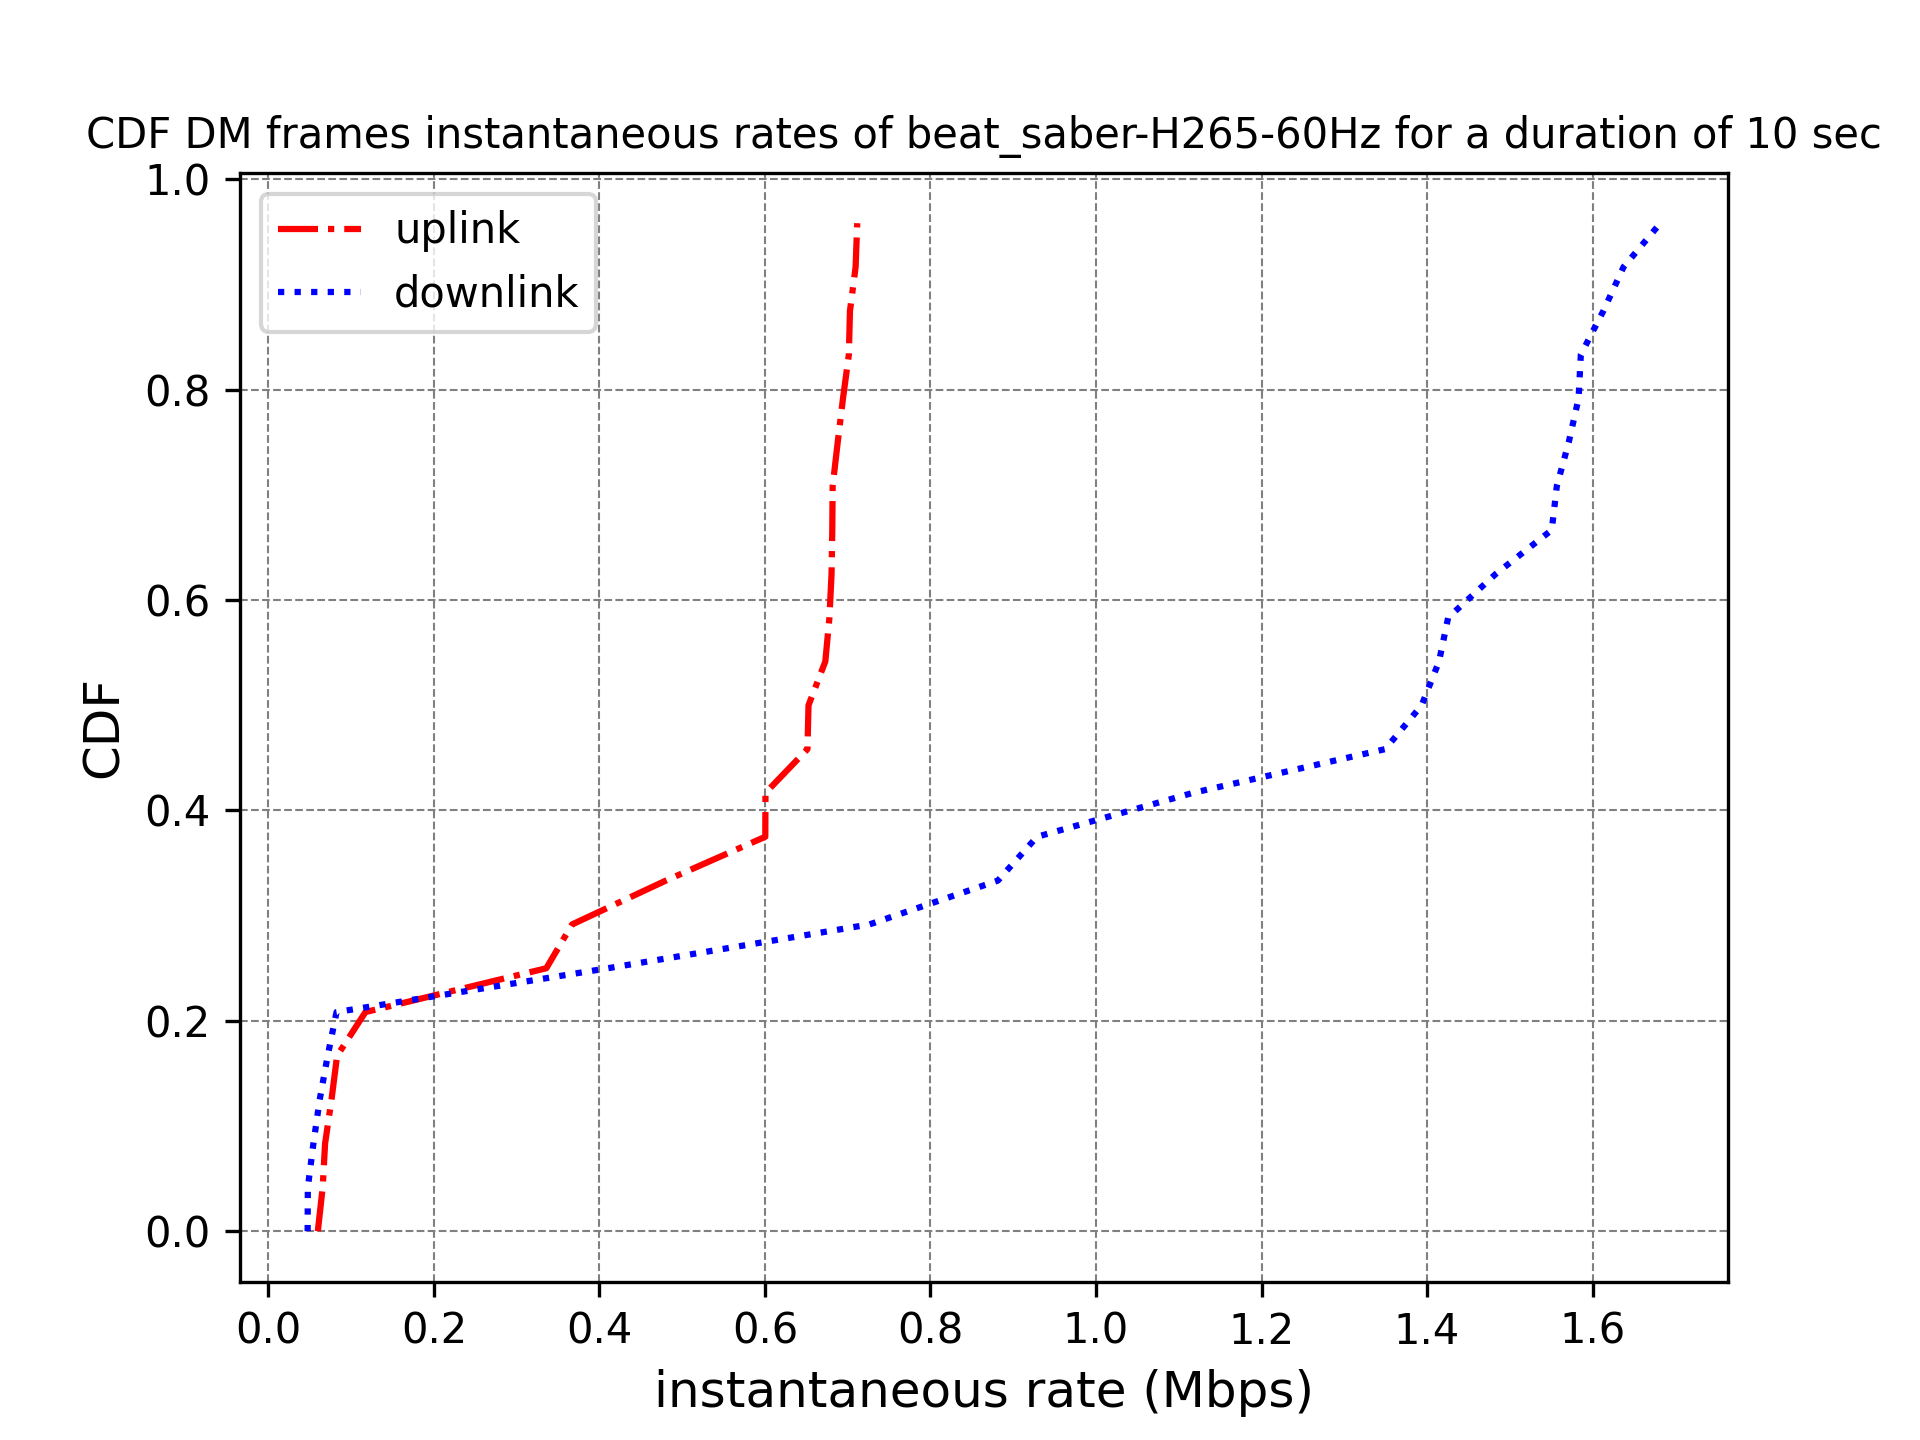 CDF DM frames instantaneous rates of beat_saber-H265-60Hz for a duration of 10 sec
1.0
uplink
downlink
0.8
0.6
CDF
0.4
0.2
0.0
0.0 0.2 0.4 0.6 0.8 1.0 1.2 1.4 1.6
instantaneous rate (Mbps)